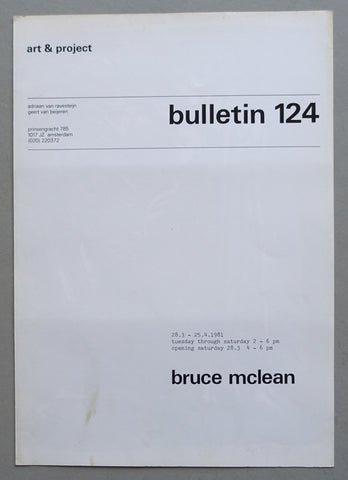 art & project
adriaan van ravesteijn
geert van beijeren
bulletin 124
prinsengracht 785
1017 JZ amsterdam
(020) 220372
28.3 - 25.4.1981
tuesday through saturday 2 - 6 pm
opening saturday 28.3 4 - 6 pm
bruce mclean